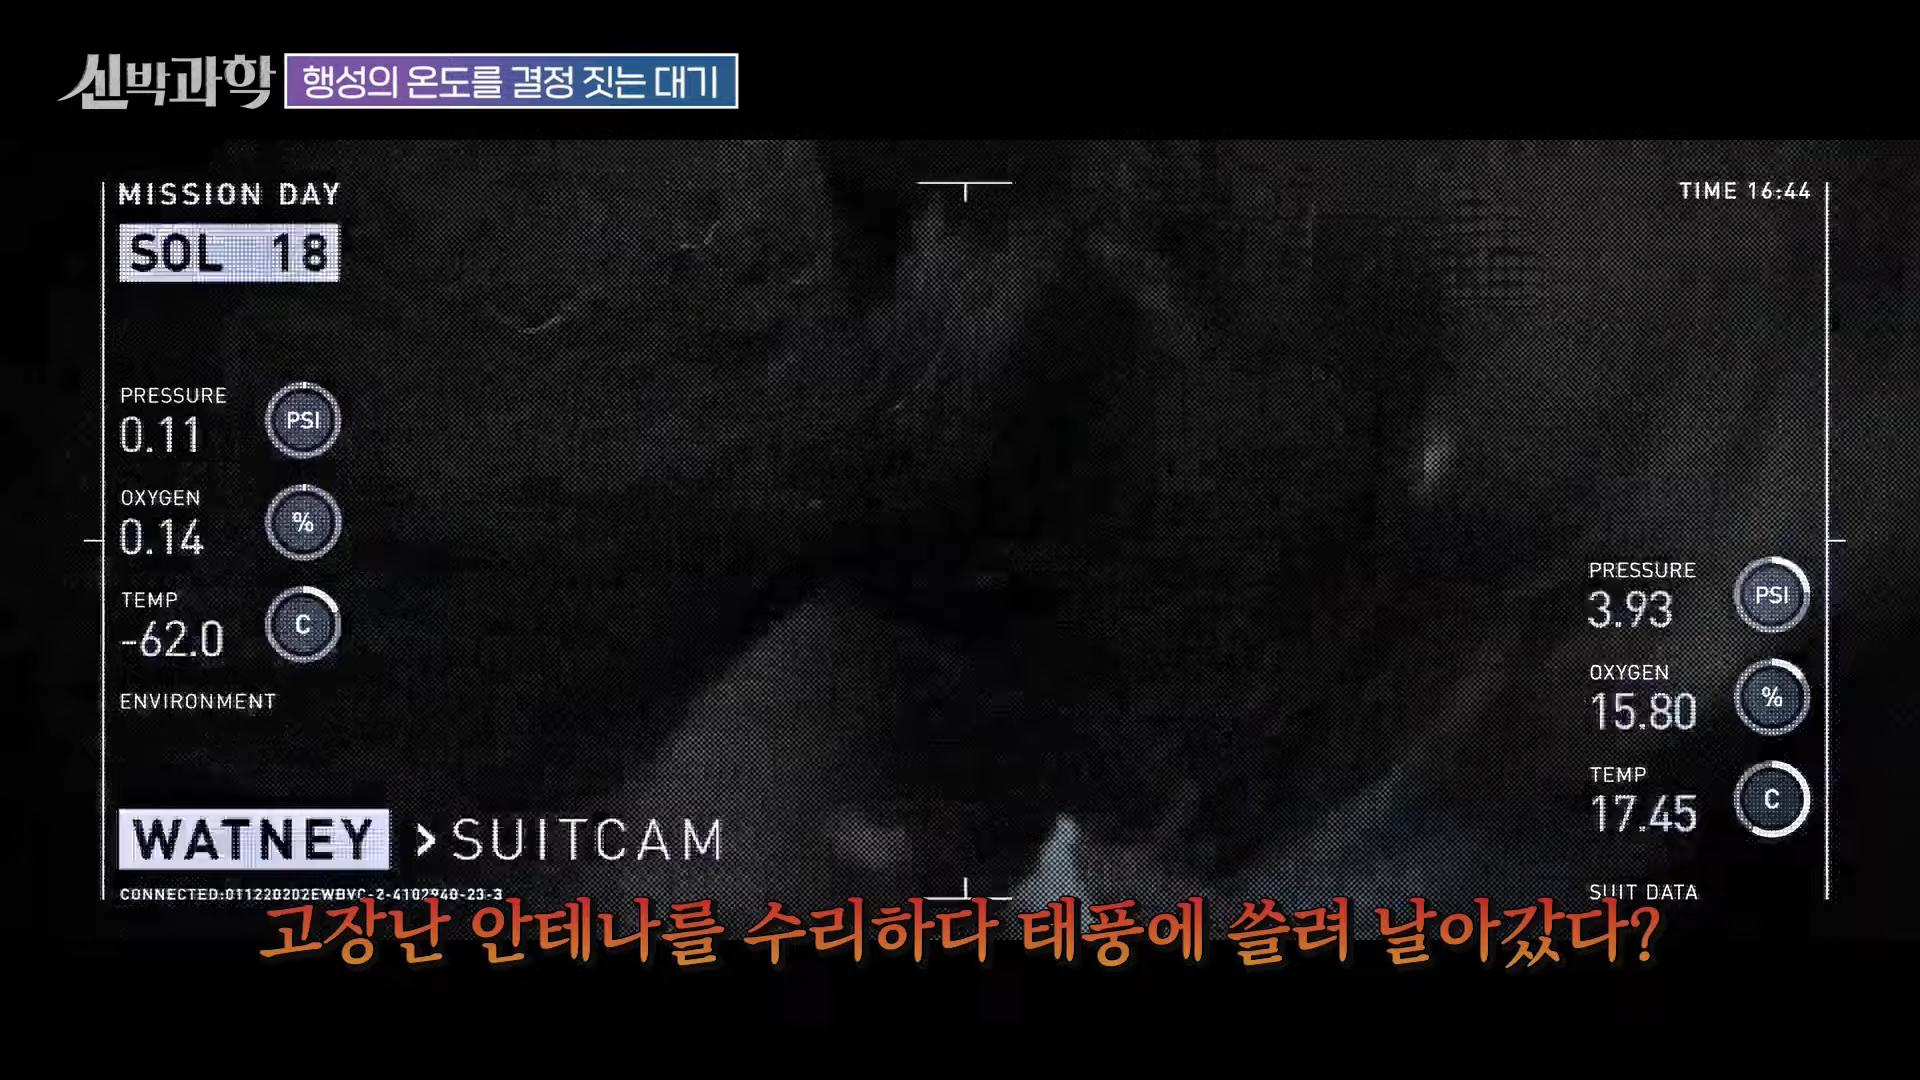 신박과학 행성의 온도를 결정 짓는 대기
MISSION DAY
SOL 18
TIME 16:44
PRESSURE
0.11 PSI
OXYGEN
0.14 %
TEMP
-62.0 C
ENVIRONMENT
PRESSURE
3.93 PSI
OXYGEN
15.80 %
TEMP
17.45 C
SUIT DATA
WATNEY > SUITCAM
고장난 안테나를 수리하다 태풍에 쓸려 날아갔다?